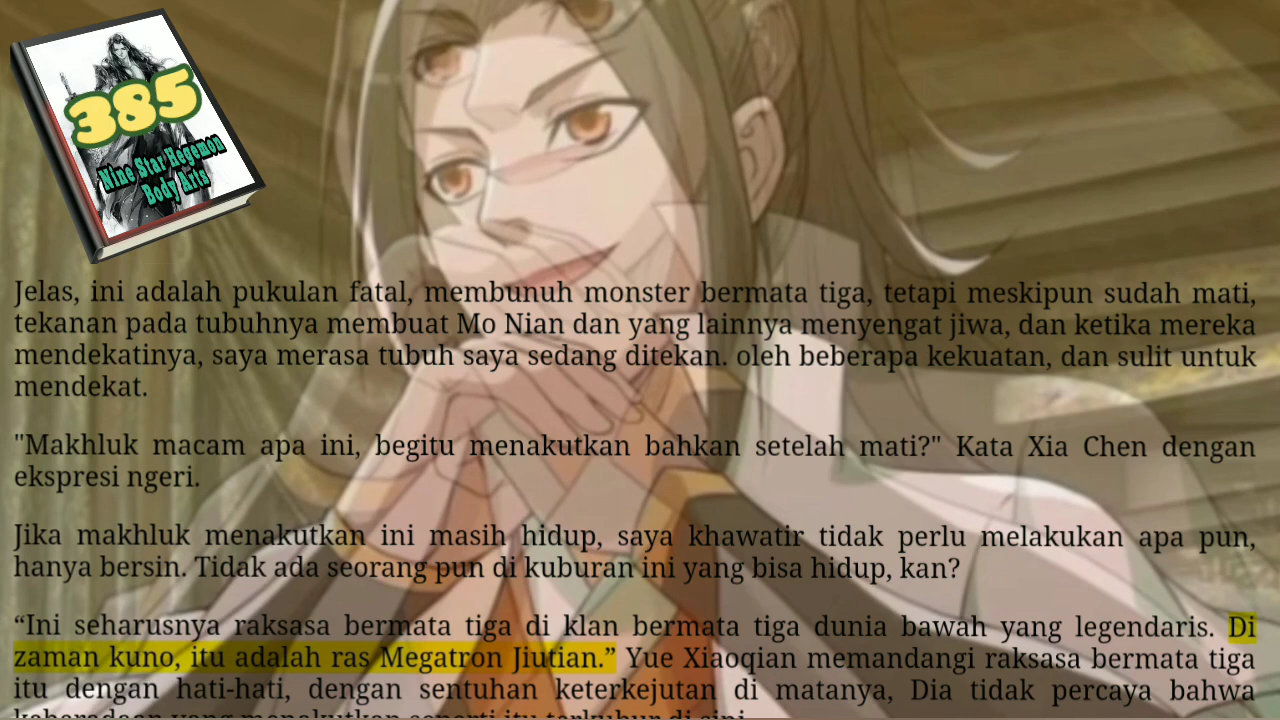 385
Nine Star Hegemon
Body Arts
Jelas, ini adalah pukulan fatal, membunuh monster bermata tiga, tetapi meskipun sudah mati,
tekanan pada tubuhnya membuat Mo Nian dan yang lainnya menyengat jiwa, dan ketika mereka
mendekatinya, saya merasa tubuh saya sedang ditekan. oleh beberapa kekuatan, dan sulit untuk
mendekat.
"Makhluk macam apa ini, begitu menakutkan bahkan setelah mati?" Kata Xia Chen dengan
ekspresi ngeri.
Jika makhluk menakutkan ini masih hidup, saya khawatir tidak perlu melakukan apa pun,
hanya bersin. Tidak ada seorang pun di kuburan ini yang bisa hidup, kan?
“Ini seharusnya raksasa bermata tiga di klan bermata tiga dunia bawah yang legendaris. Di
zaman kuno, itu adalah ras Megatron Jiutian.” Yue Xiaoqian memandangi raksasa bermata tiga
itu dengan hati-hati, dengan sentuhan keterkejutan di matanya, Dia tidak percaya bahwa